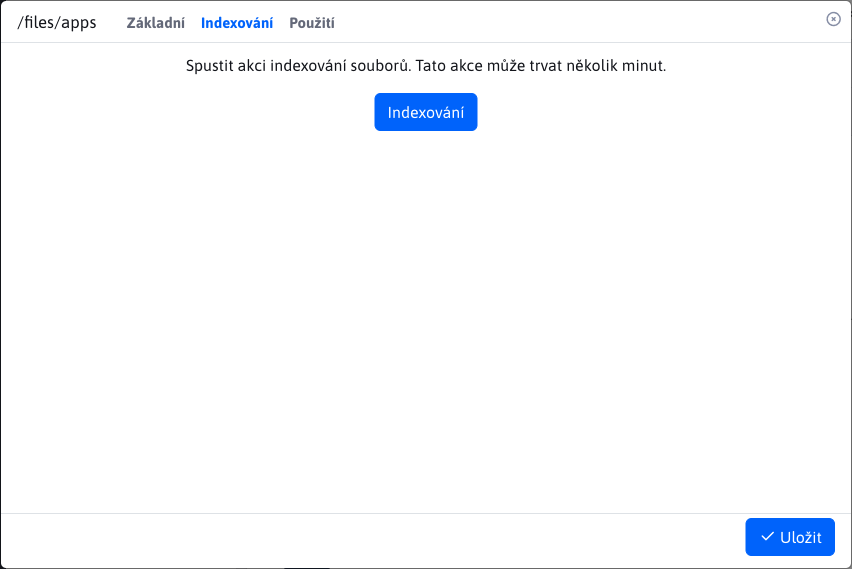 /files/apps Základní Indexování Použití
Spustit akci indexování souborů. Tato akce může trvat několik minut.
Indexování
Uložit